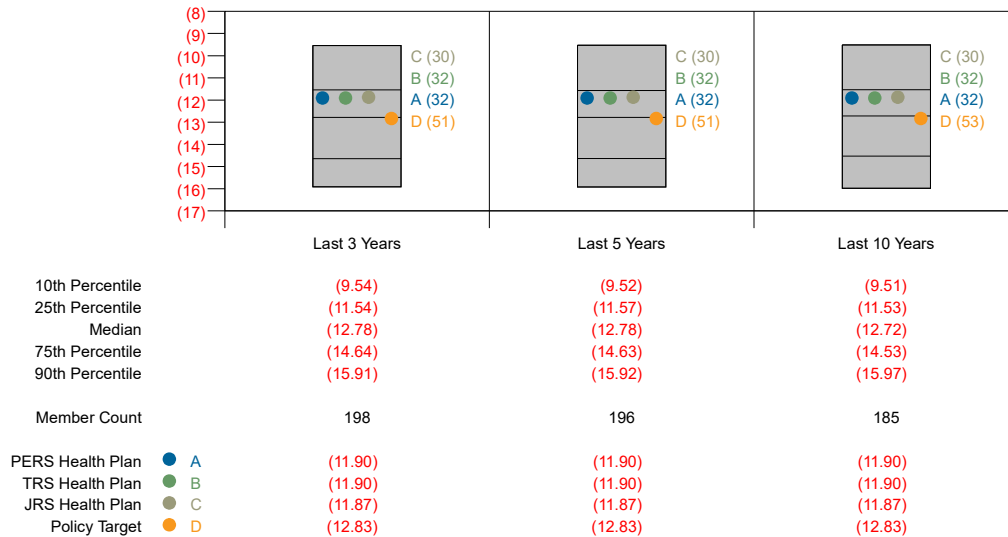 (8)
(9)
(10)
(11)
(12)
(13)
(14)
(15)
(16)
(17)
C (30)
B (32)
A (32)
D (51)
C (30)
B (32)
A (32)
D (51)
C (30)
B (32)
A (32)
D (53)
Last 3 Years Last 5 Years Last 10 Years
10th Percentile (9.54) (9.52) (9.51)
25th Percentile (11.54) (11.57) (11.53)
Median (12.78) (12.78) (12.72)
75th Percentile (14.64) (14.63) (14.53)
90th Percentile (15.91) (15.92) (15.97)
Member Count 198 196 185
PERS Health Plan A (11.90) (11.90) (11.90)
TRS Health Plan B (11.90) (11.90) (11.90)
JRS Health Plan C (11.87) (11.87) (11.87)
Policy Target D (12.83) (12.83) (12.83)